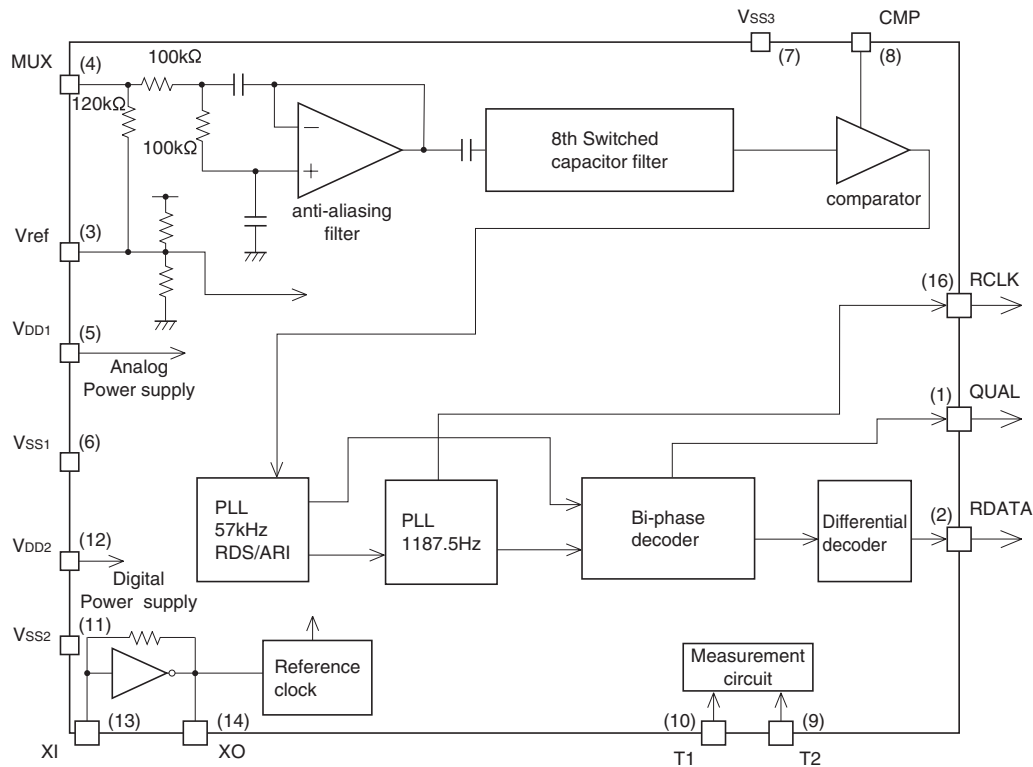 VSS3
CMP
MUX
(4)
100kΩ
(7)
(8)
120kΩ
100kΩ
8th Switched
capacitor filter
comparator
anti-aliasing
filter
Vref
(3)
(16)
RCLK
VDD1
(5)
Analog
Power supply
(1)
QUAL
VSS1
(6)
PLL
57kHz
RDS/ARI
PLL
1187.5Hz
Bi-phase
decoder
Differential
decoder
(2)
RDATA
VDD2
(12)
Digital
Power supply
VSS2
(11)
Reference
clock
Measurement
circuit
(13)
(14)
(10)
(9)
XI
XO
T1
T2